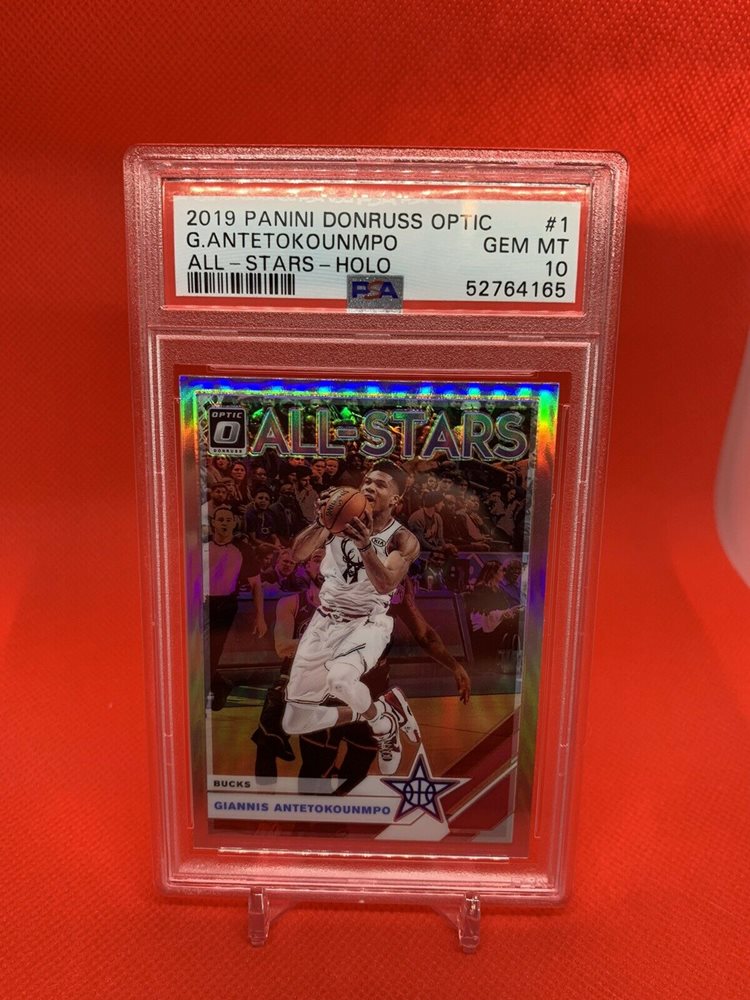 2019 PANINI DONRUSS OPTIC #1
G.ANTETOKOUNMPO GEM MT
ALL-STARS-HOLO 10
PSA 52764165
OPTIC
DONRUSS
ALL-STARS
KIA
BUCKS
GIANNIS ANTETOKOUNMPO